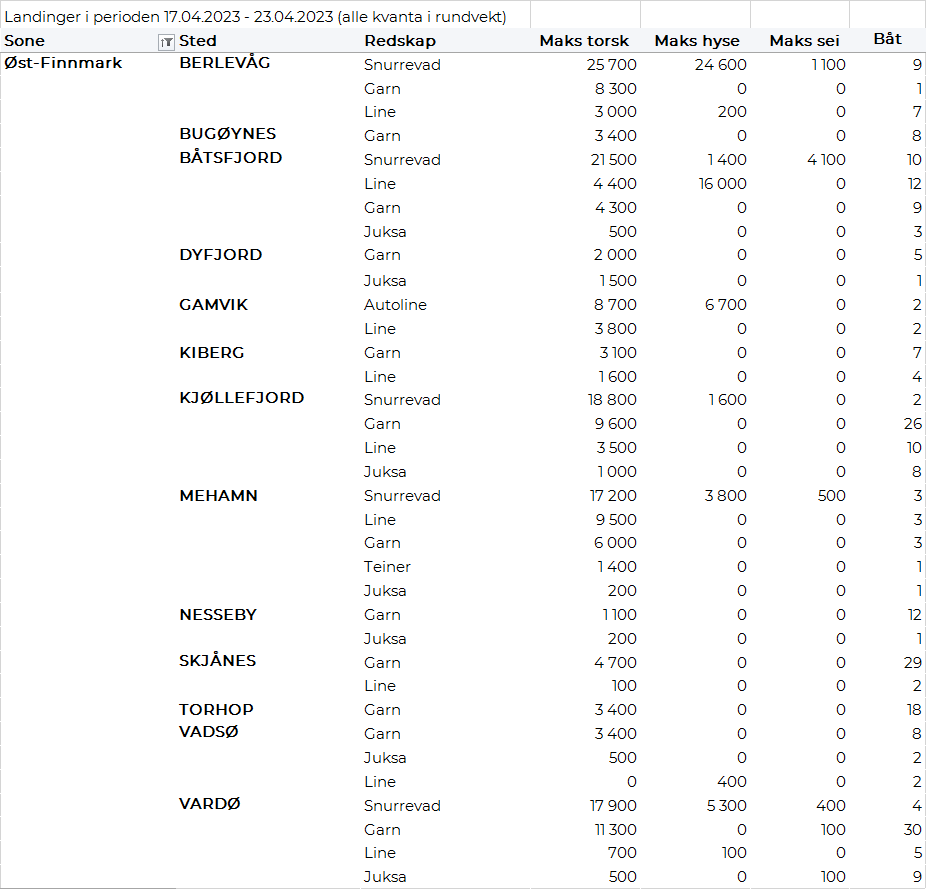 Landinger i perioden 17.04.2023 - 23.04.2023 (alle kvanta i rundvekt)
Sone Sted Redskap Maks torsk Maks hyse Maks sei Båt
Øst-Finnmark BERLEVÅG Snurrevad 25 700 24 600 1 100 9
Garn 8 300 0 0 1
Line 3 000 200 0 7
BUGØYNES Garn 3 400 0 0 8
BÅTSFJORD Snurrevad 21 500 1 400 4 100 10
Line 4 400 16 000 0 12
Garn 4 300 0 0 9
Juksa 500 0 0 3
DYFJORD Garn 2 000 0 0 5
Juksa 1 500 0 0 1
GAMVIK Autoline 8 700 6 700 0 2
Line 3 800 0 0 2
KIBERG Garn 3 100 0 0 7
Line 1 600 0 0 4
KJØLLEFJORD Snurrevad 18 800 1 600 0 2
Garn 9 600 0 0 26
Line 3 500 0 0 10
Juksa 1 000 0 0 8
MEHAMN Snurrevad 17 200 3 800 500 3
Line 9 500 0 0 3
Garn 6 000 0 0 3
Teiner 1 400 0 0 1
Juksa 200 0 0 1
NESSEBY Garn 1 100 0 0 12
Juksa 200 0 0 1
SKJÅNES Garn 4 700 0 0 29
Line 100 0 0 2
TORHOP Garn 3 400 0 0 18
VADSØ Garn 3 400 0 0 8
Juksa 500 0 0 2
Line 0 400 0 2
VARDØ Snurrevad 17 900 5 300 400 4
Garn 11 300 0 100 30
Line 700 100 0 5
Juksa 500 0 100 9